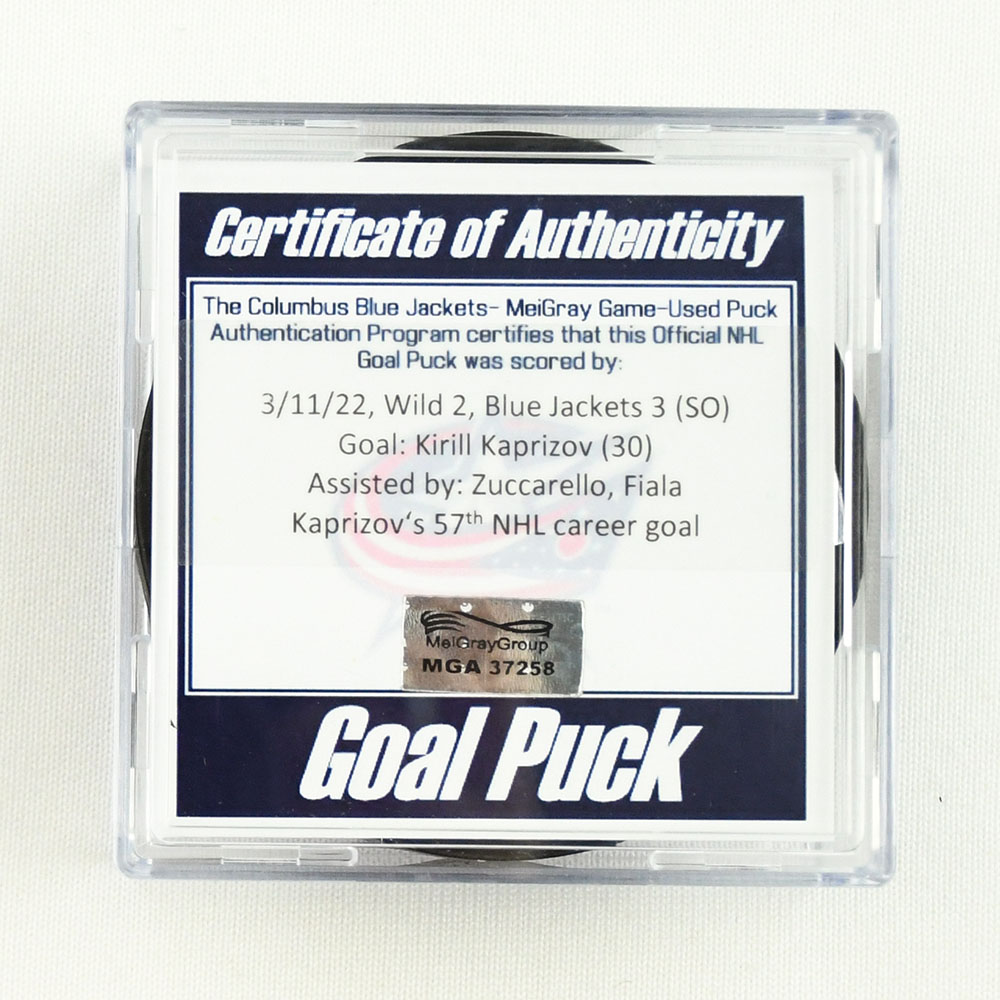 Certificate of Authenticity
The Columbus Blue Jackets- MeiGray Game-Used Puck
Authentication Program certifies that this Official NHL
Goal Puck was scored by:
3/11/22, Wild 2, Blue Jackets 3 (SO)
Goal: Kirill Kaprizov (30)
Assisted by: Zuccarello, Fiala
Kaprizov‘s 57th NHL career goal
MeiGrayGroup
MGA 37258
Goal Puck